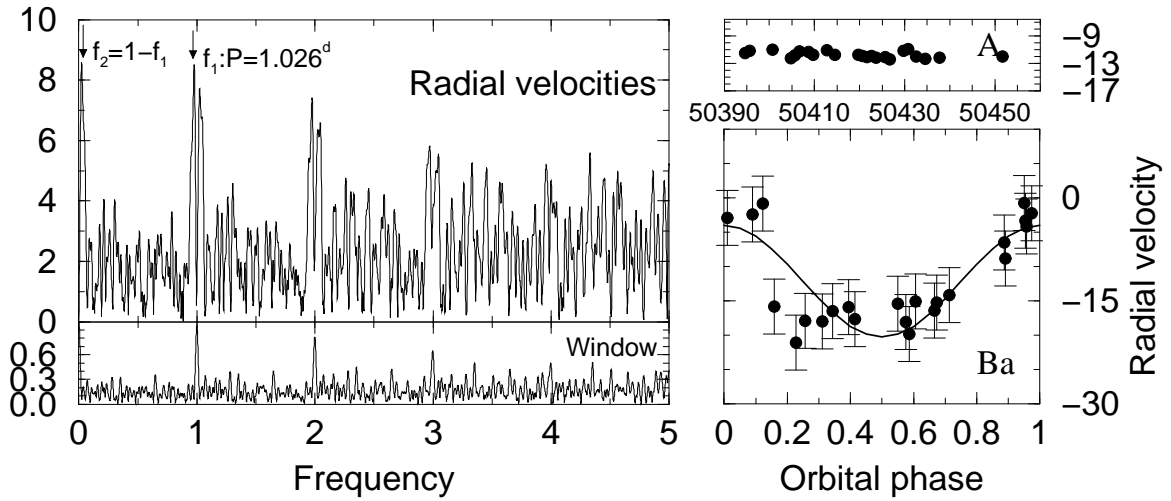 10
8
6
4
2
0
f2=1−f1
f1:P=1.026d
Radial velocities
0.6
0.3
0.0
Window
0 1 2 3 4 5
Frequency
A
−9
−13
−17
50390 50410 50430 50450
0
−15
−30
Radial velocity
Ba
0 0.2 0.4 0.6 0.8 1
Orbital phase